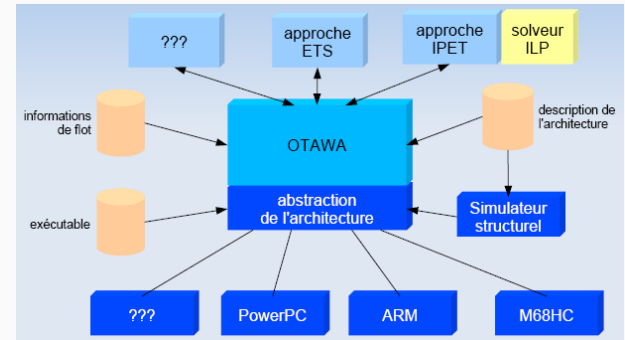 ???
approche
ETS
approche
IPET
solveur
ILP
informations
de flot
OTAWA
description de
l'architecture
exécutable
abstraction
de l'architecture
Simulateur
structurel
???
PowerPC
ARM
M68HC